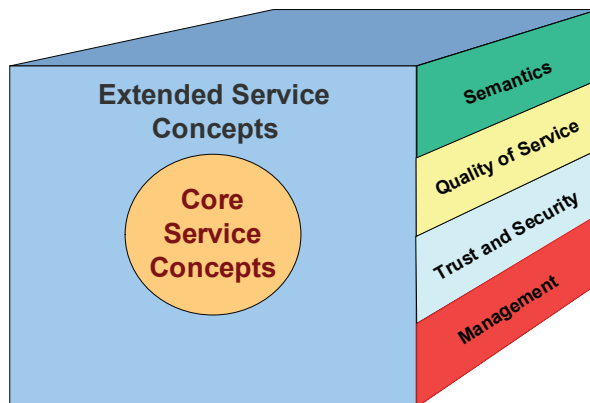 Extended Service
Concepts
Core
Service
Concepts
Semantics
Quality of Service
Trust and Security
Management